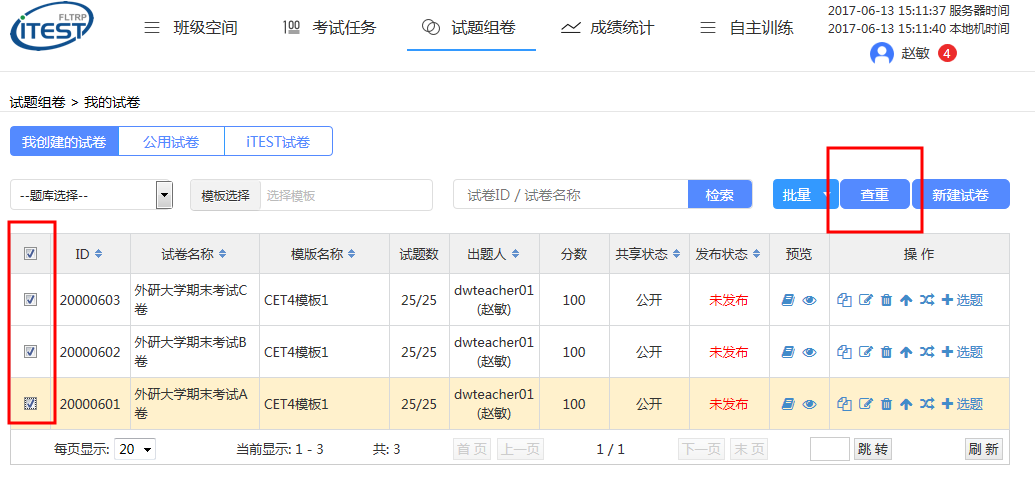 FLTRP
iTEST
班级空间
100 考试任务
试题组卷
成绩统计
自主训练
2017-06-13 15:11:37 服务器时间
2017-06-13 15:11:40 本地机时间
赵敏 4
试题组卷 > 我的试卷
我创建的试卷 公用试卷 iTEST试卷
--题库选择-- 模板选择 选择模板 试卷ID / 试卷名称 检索 批量 查重 新建试卷
ID 试卷名称 模版名称 试题数 出题人 分数 共享状态 发布状态 预览 操 作
20000603 外研大学期末考试C卷 CET4模板1 25/25 dwteacher01 (赵敏) 100 公开 未发布 选题
20000602 外研大学期末考试B卷 CET4模板1 25/25 dwteacher01 (赵敏) 100 公开 未发布 选题
20000601 外研大学期末考试A卷 CET4模板1 25/25 dwteacher01 (赵敏) 100 公开 未发布 选题
每页显示: 20 当前显示: 1 - 3 共: 3 首 页 上一页 1 / 1 下一页 末 页 跳 转 刷 新